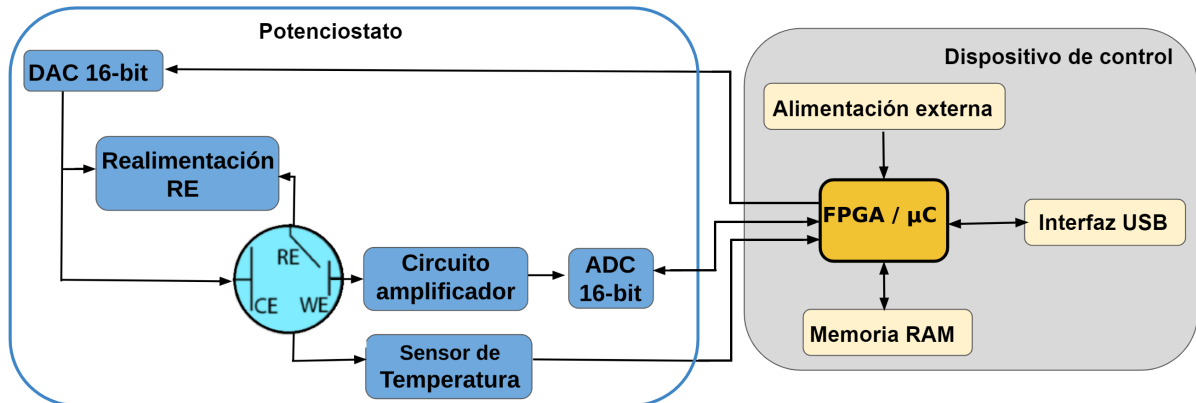 Potenciostato
DAC 16-bit
Realimentación
RE
RE
CE
WE
Circuito
amplificador
ADC
16-bit
Sensor de
Temperatura
Dispositivo de control
Alimentación externa
FPGA / µC
Interfaz USB
Memoria RAM